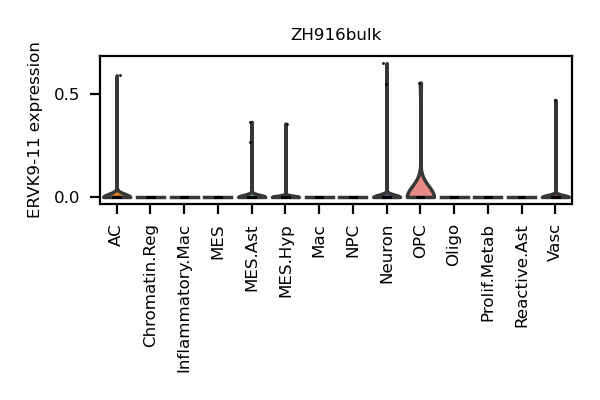 ZH916bulk
ERVK9-11 expression
0.5
0.0
AC
Chromatin.Reg
Inflammatory.Mac
MES
MES.Ast
MES.Hyp
Mac
NPC
Neuron
OPC
Oligo
Prolif.Metab
Reactive.Ast
Vasc